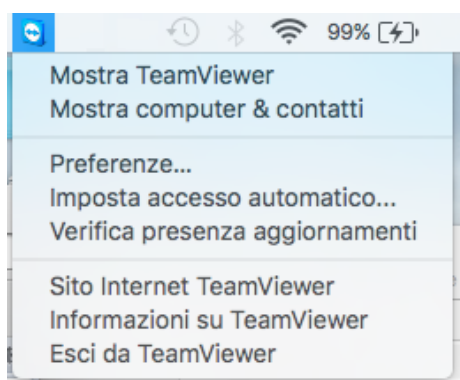 99%
Mostra TeamViewer
Mostra computer & contatti
Preferenze...
Imposta accesso automatico...
Verifica presenza aggiornamenti
Sito Internet TeamViewer
Informazioni su TeamViewer
Esci da TeamViewer